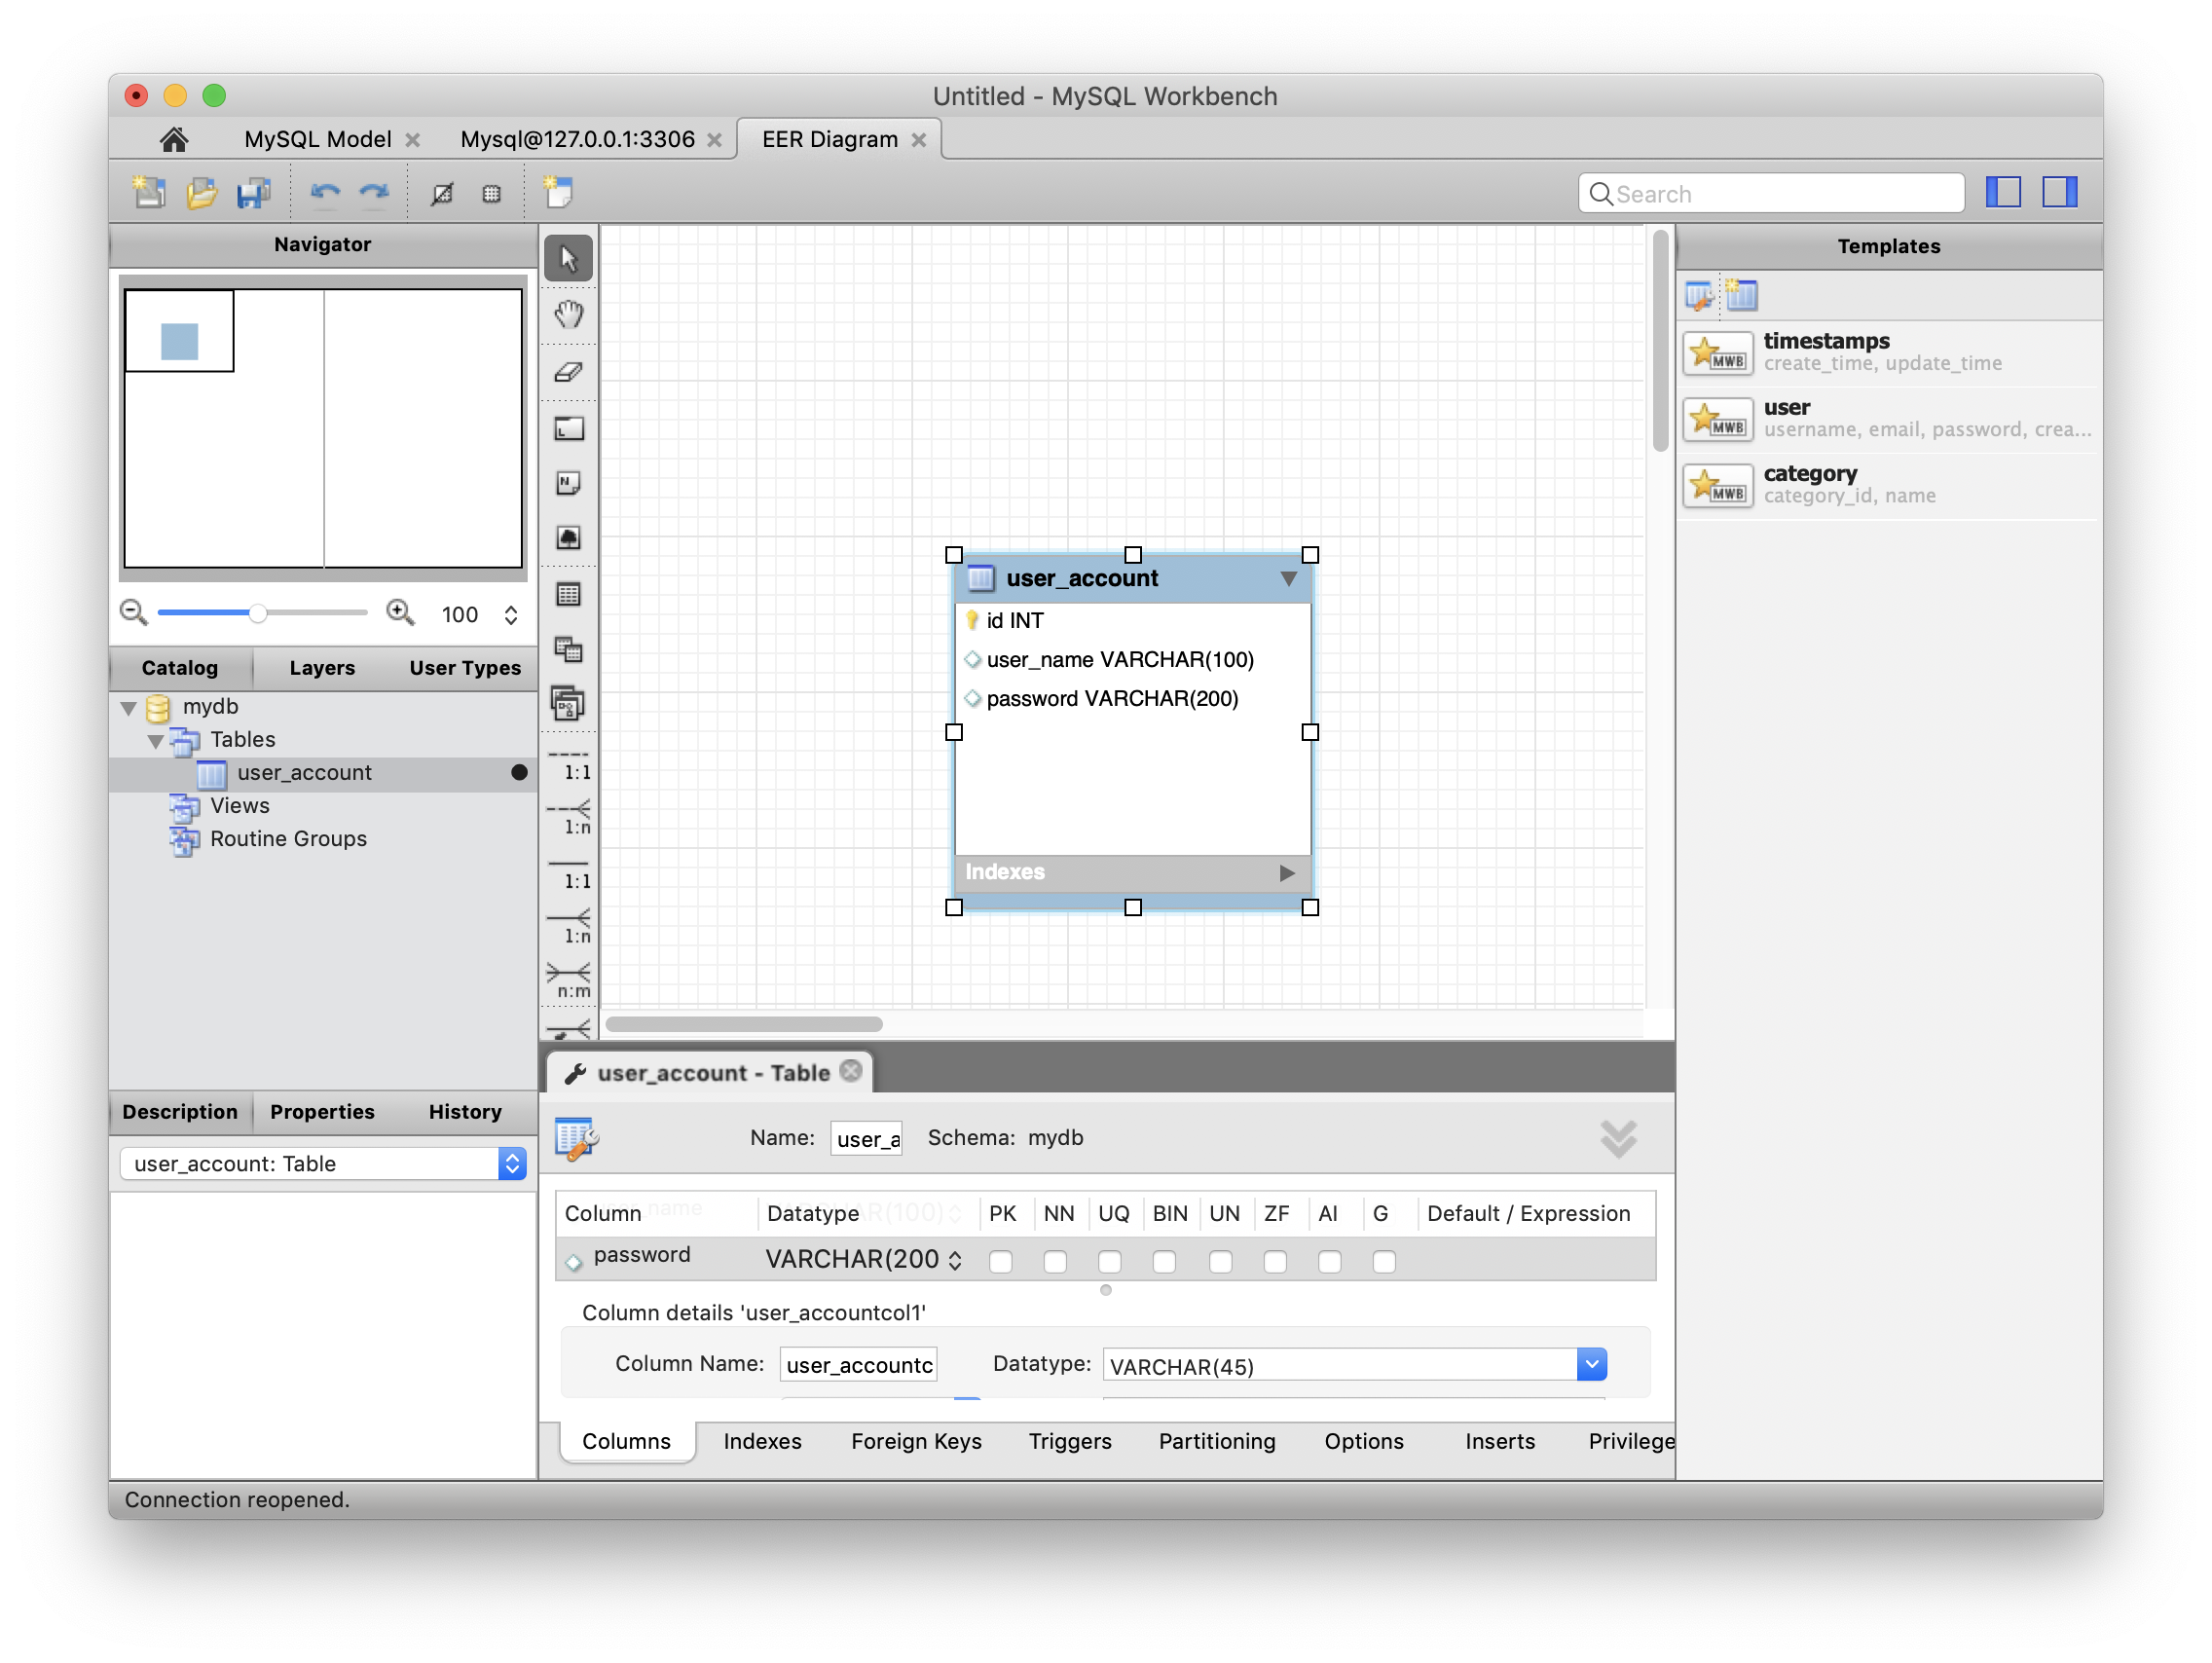 Untitled - MySQL Workbench
MySQL Model
Mysql@127.0.0.1:3306
EER Diagram
Search
Navigator
100
Catalog Layers User Types
mydb
Tables
user_account
Views
Routine Groups
Description Properties History
user_account: Table
L
N
1:1
1:n
1:1
1:n
n:m
user_account
id INT
user_name VARCHAR(100)
password VARCHAR(200)
Indexes
Templates
MWB
timestamps
create_time, update_time
MWB
user
username, email, password, crea...
MWB
category
category_id, name
user_account - Table
Name: user_a Schema: mydb
Column Datatype PK NN UQ BIN UN ZF AI G Default / Expression
password VARCHAR(200
Column details 'user_accountcol1'
Column Name: user_accountc Datatype: VARCHAR(45)
Columns Indexes Foreign Keys Triggers Partitioning Options Inserts Privilege
Connection reopened.